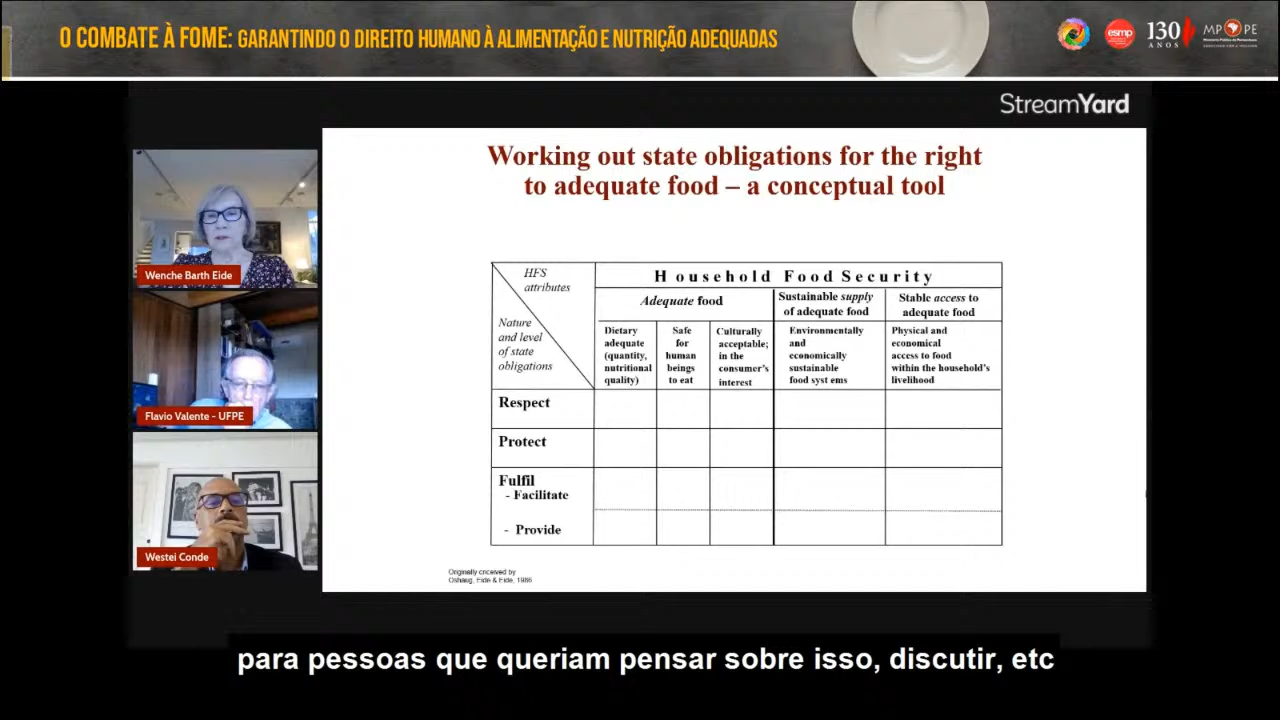 O COMBATE À FOME: GARANTINDO O DIREITO HUMANO À ALIMENTAÇÃO E NUTRIÇÃO ADEQUADAS
esmp
130
ANOS
MP PE
StreamYard
Working out state obligations for the right
to adequate food – a conceptual tool
HFS
attributes
Nature
and level
of state
obligations
Household Food Security
Adequate food
Sustainable supply
of adequate food
Stable access to
adequate food
Dietary
adequate
(quantity,
nutritional
quality)
Safe
for
human
beings
to eat
Culturally
acceptable;
in the
consumer's
interest
Environmentally
and
economically
sustainable
food syst ems
Physical and
economical
access to food
within the household's
livelihood
Respect
Protect
Fulfil
- Facilitate
- Provide
Originally cnceived by
Oshaug, Eide & Eide, 1986
Wenche Barth Eide
Flavio Valente - UFPE
Westei Conde
para pessoas que queriam pensar sobre isso, discutir, etc